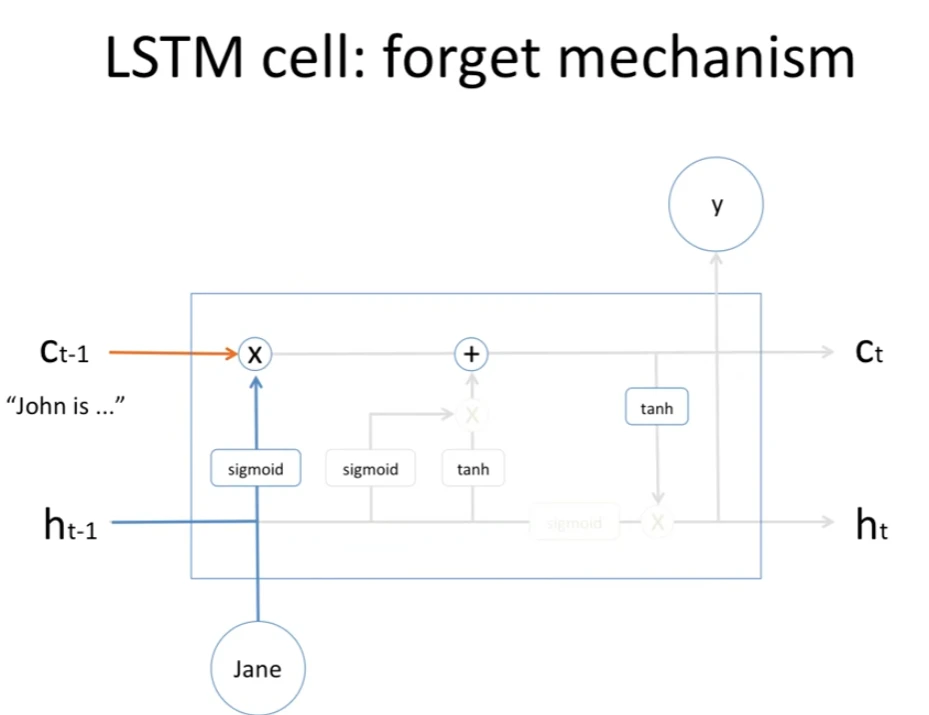 LSTM cell: forget mechanism
y
Ct-1
X
+
Ct
"John is ..."
tanh
X
sigmoid
sigmoid
tanh
ht-1
sigmoid
X
ht
Jane